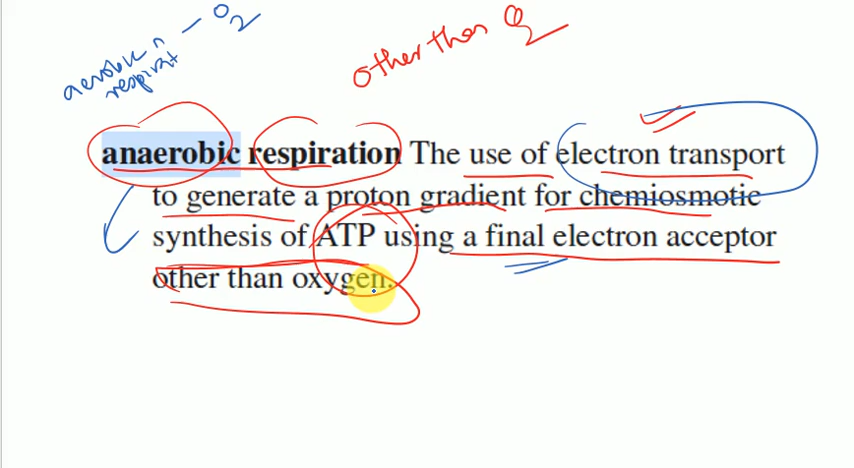 aerobic n — O2
respirat
other than O2
anaerobic respiration The use of electron transport
to generate a proton gradient for chemiosmotic
synthesis of ATP using a final electron acceptor
other than oxygen.